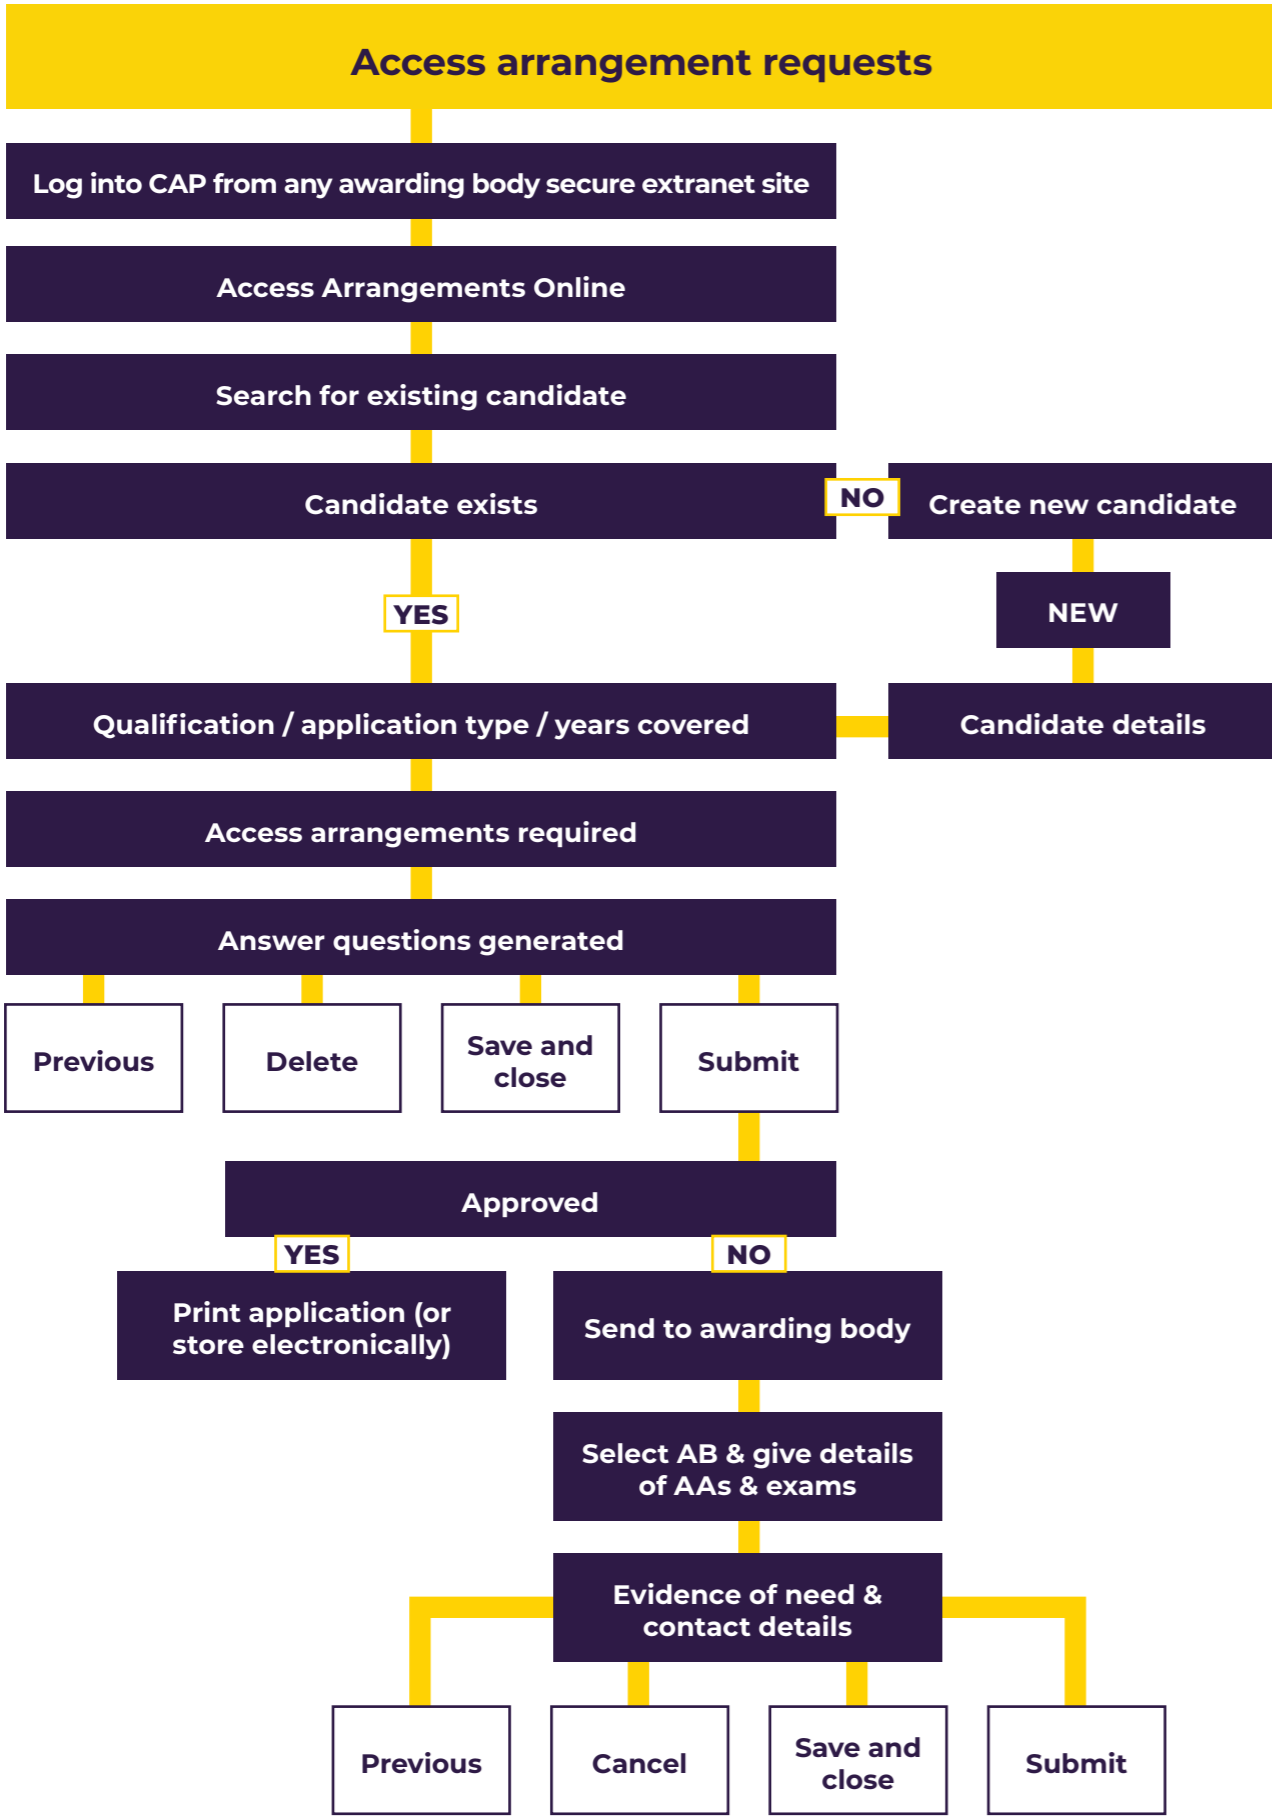 Access arrangement requests
Log into CAP from any awarding body secure extranet site
Access Arrangements Online
Search for existing candidate
Candidate exists
NO
Create new candidate
YES
NEW
Qualification / application type / years covered
Candidate details
Access arrangements required
Answer questions generated
Previous
Delete
Save and
close
Submit
Approved
YES
NO
Print application (or
store electronically)
Send to awarding body
Select AB & give details
of AAs & exams
Evidence of need &
contact details
Previous
Cancel
Save and
close
Submit